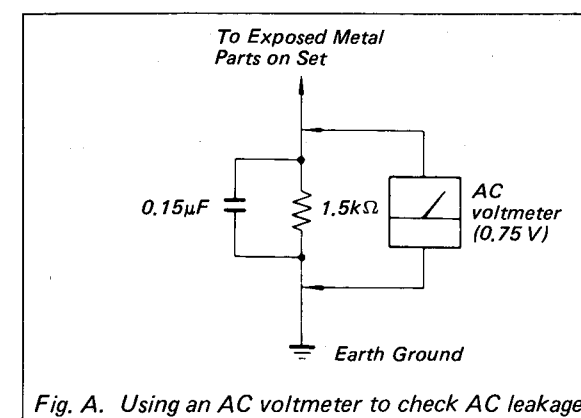 To Exposed Metal
Parts on Set
0.15µF
1.5kΩ
AC
voltmeter
(0.75 V)
Earth Ground
Fig. A. Using an AC voltmeter to check AC leakage